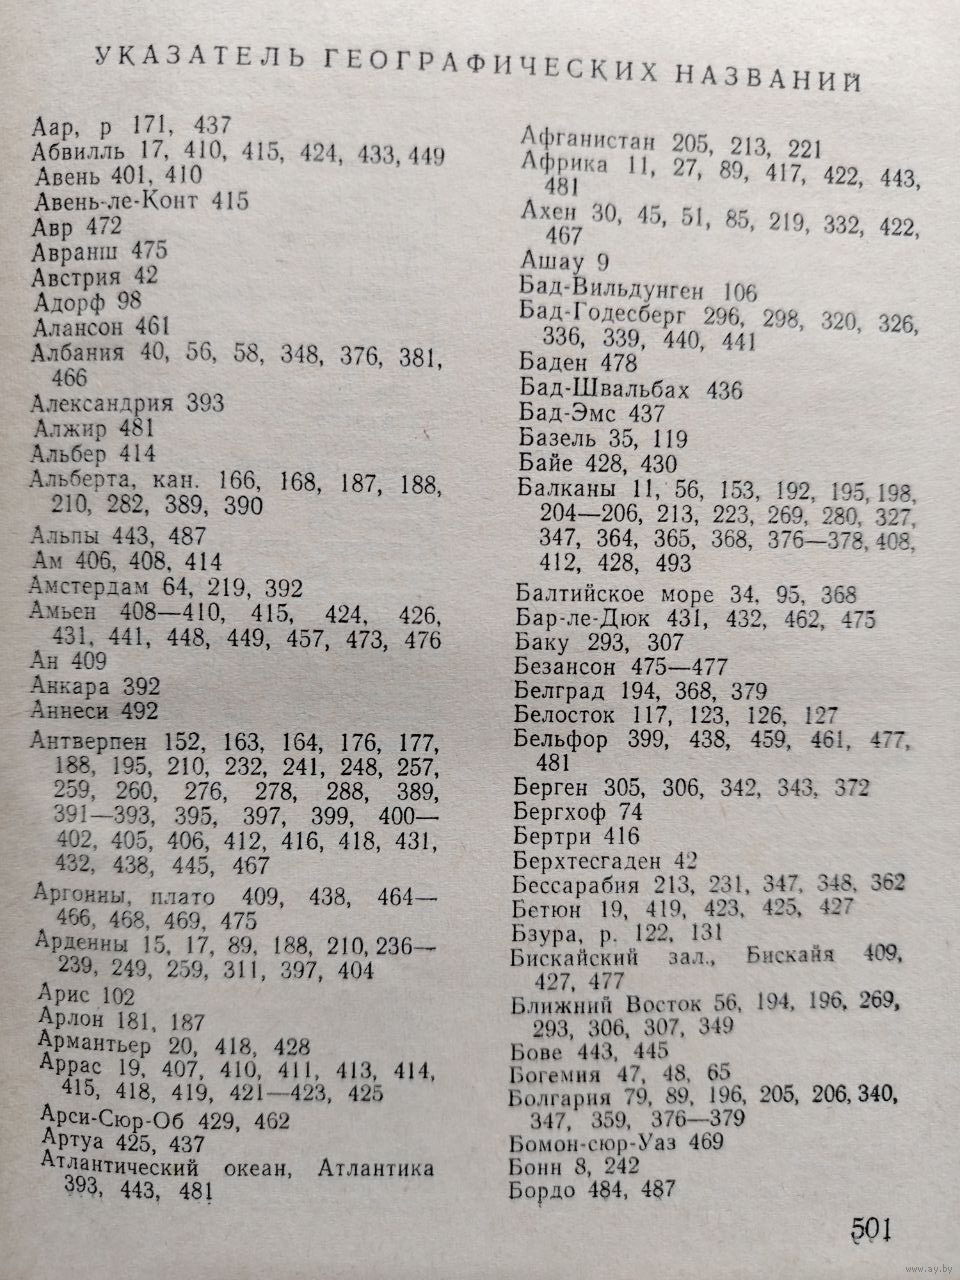 УКАЗАТЕЛЬ ГЕОГРАФИЧЕСКИХ НАЗВАНИЙ
Аар, р 171, 437
Абвилль 17, 410, 415, 424, 433, 449
Авень 401, 410
Авень-ле-Конт 415
Авр 472
Авранш 475
Австрия 42
Адорф 98
Алансон 461
Албания 40, 56, 58, 348, 376, 381,
466
Александрия 393
Алжир 481
Альбер 414
Альберта, кан. 166, 168, 187, 188,
210, 282, 389, 390
Альпы 443, 487
Ам 406, 408, 414
Амстердам 64, 219, 392
Амьен 408—410, 415, 424, 426,
431, 441, 448, 449, 457, 473, 476
Ан 409
Анкара 392
Аннеси 492
Антверпен 152, 163, 164, 176, 177,
188, 195, 210, 232, 241, 248, 257,
259, 260, 276, 278, 288, 389,
391—393, 395, 397, 399, 400—
402, 405, 406, 412, 416, 418, 431,
432, 438, 445, 467
Аргонны, плато 409, 438, 464—
466, 468, 469, 475
Арденны 15, 17, 89, 188, 210, 236—
239, 249, 259, 311, 397, 404
Арис 102
Арлон 181, 187
Армантьер 20, 418, 428
Аррас 19, 407, 410, 411, 413, 414,
415, 418, 419, 421—423, 425
Арси-Сюр-Об 429, 462
Артуа 425, 437
Атлантический океан, Атлантика
393, 443, 481
Афганистан 205, 213, 221
Африка 11, 27, 89, 417, 422, 443,
481
Ахен 30, 45, 51, 85, 219, 332, 422,
467
Ашау 9
Бад-Вильдунген 106
Бад-Годесберг 296, 298, 320, 326,
336, 339, 440, 441
Баден 478
Бад-Швальбах 436
Бад-Эмс 437
Базель 35, 119
Байе 428, 430
Балканы 11, 56, 153, 192, 195, 198,
204—206, 213, 223, 269, 280, 327,
347, 364, 365, 368, 376—378, 408,
412, 428, 493
Балтийское море 34, 95, 368
Бар-ле-Дюк 431, 432, 462, 475
Баку 293, 307
Безансон 475—477
Белград 194, 368, 379
Белосток 117, 123, 126, 127
Бельфор 399, 438, 459, 461, 477,
481
Берген 305, 306, 342, 343, 372
Бергхоф 74
Бертри 416
Берхтесгаден 42
Бессарабия 213, 231, 347, 348, 362
Бетюн 19, 419, 423, 425, 427
Бзура, р. 122, 131
Бискайский зал., Бискайя 409,
427, 477
Ближний Восток 56, 194, 196, 269,
293, 306, 307, 349
Бове 443, 445
Богемия 47, 48, 65
Болгария 79, 89, 196, 205, 206, 340,
347, 359, 376—379
Бомон-сюр-Уаз 469
Бонн 8, 242
Бордо 484, 487
501
www.ay.by